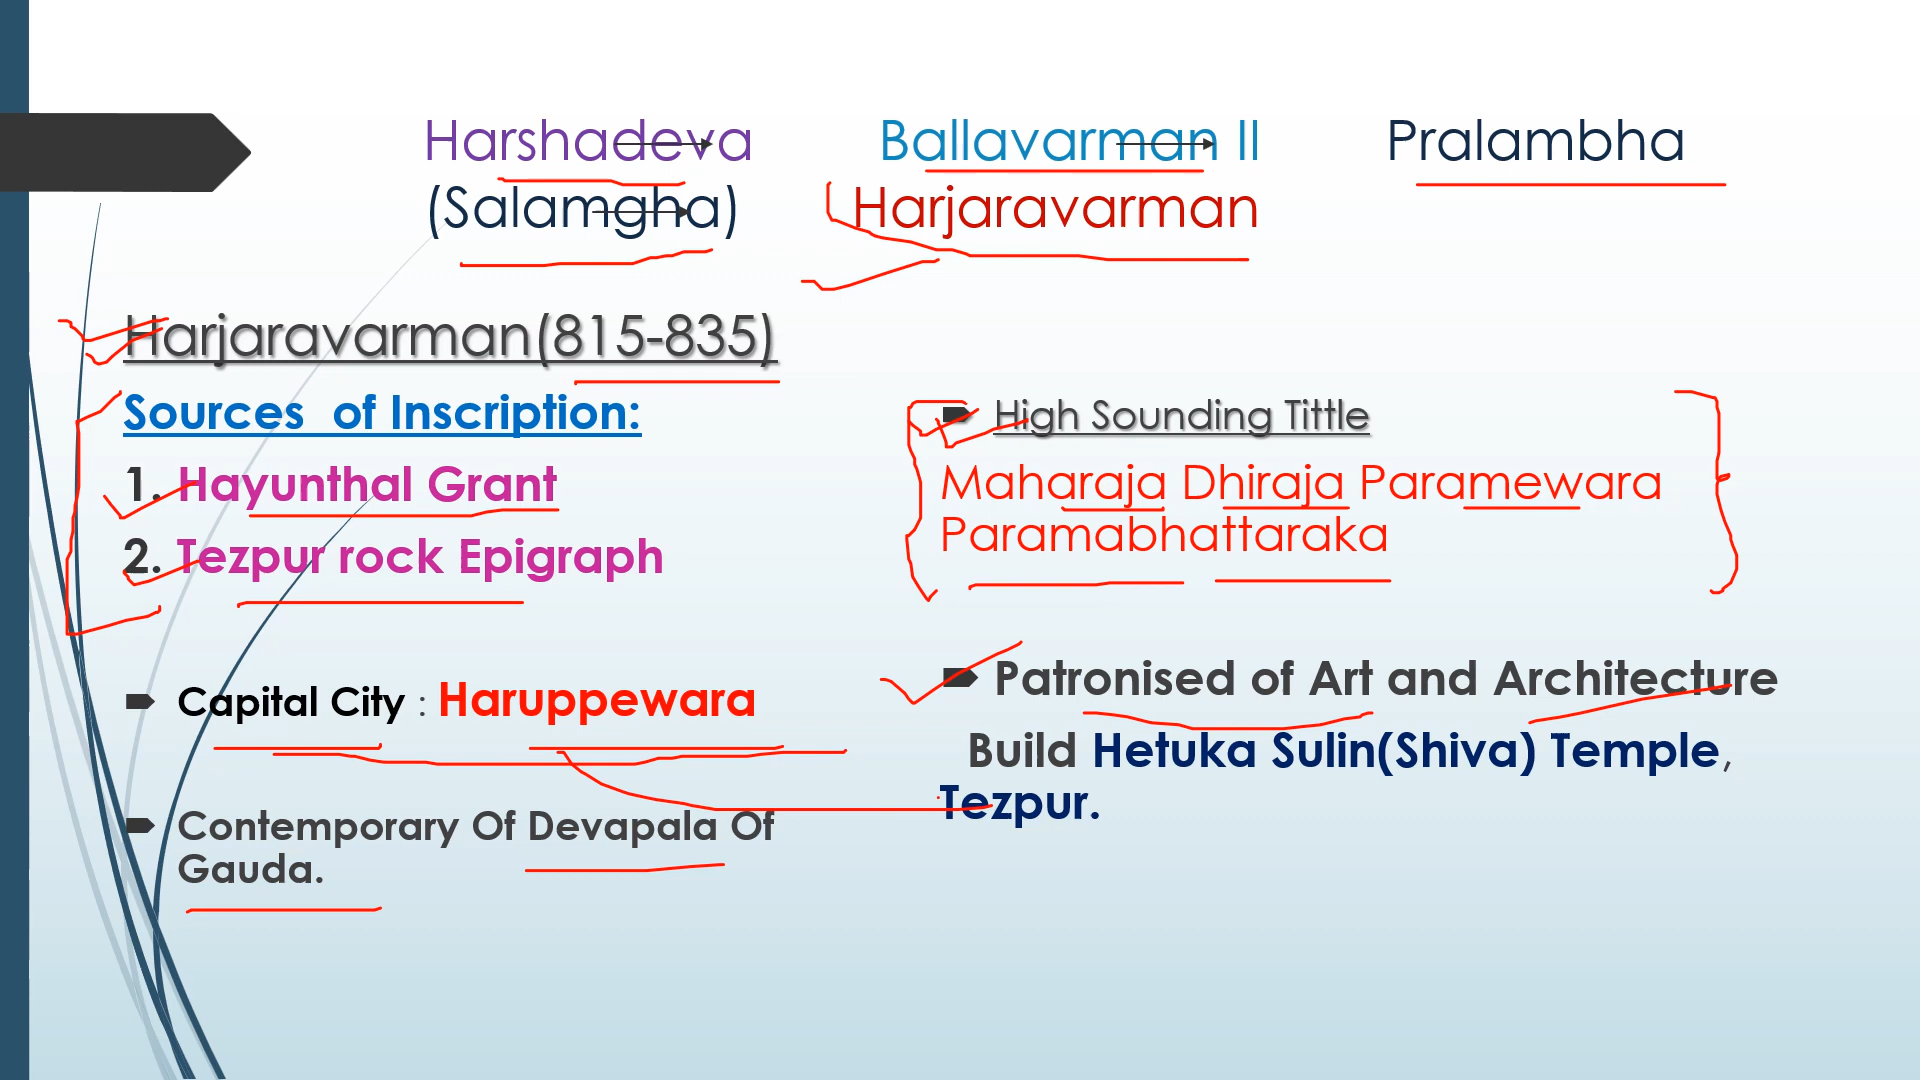 Harshadeva Ballavarman II Pralambha
(Salamgha) Harjaravarman
Harjaravarman(815-835)
Sources of Inscription:
1. Hayunthal Grant
2. Tezpur rock Epigraph
Capital City : Haruppewara
Contemporary Of Devapala Of
Gauda.
High Sounding Tittle
Maharaja Dhiraja Paramewara
Paramabhattaraka
Patronised of Art and Architecture
Build Hetuka Sulin(Shiva) Temple,
Tezpur.